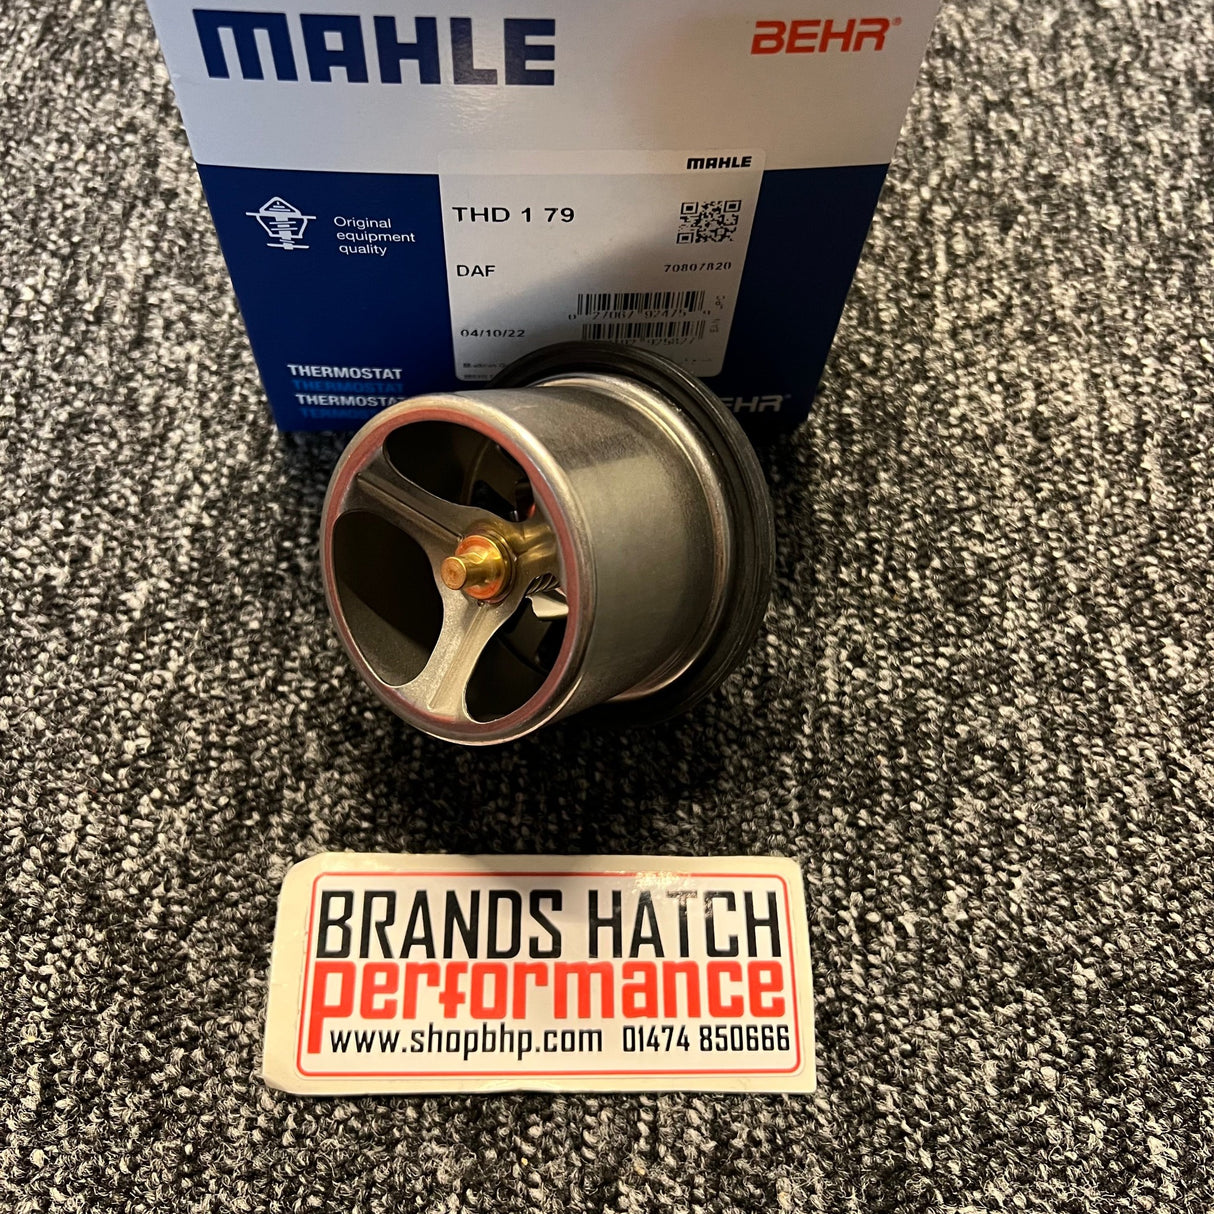 MAHLE
BEHR®
MAHLE
THD 1 79
Original
equipment
quality
DAF
70807820
04/10/22
THERMOSTAT
THERMOSTAT
THERMOSTAT
BRANDS HATCH
performance
www.shopbhp.com 01474 850666